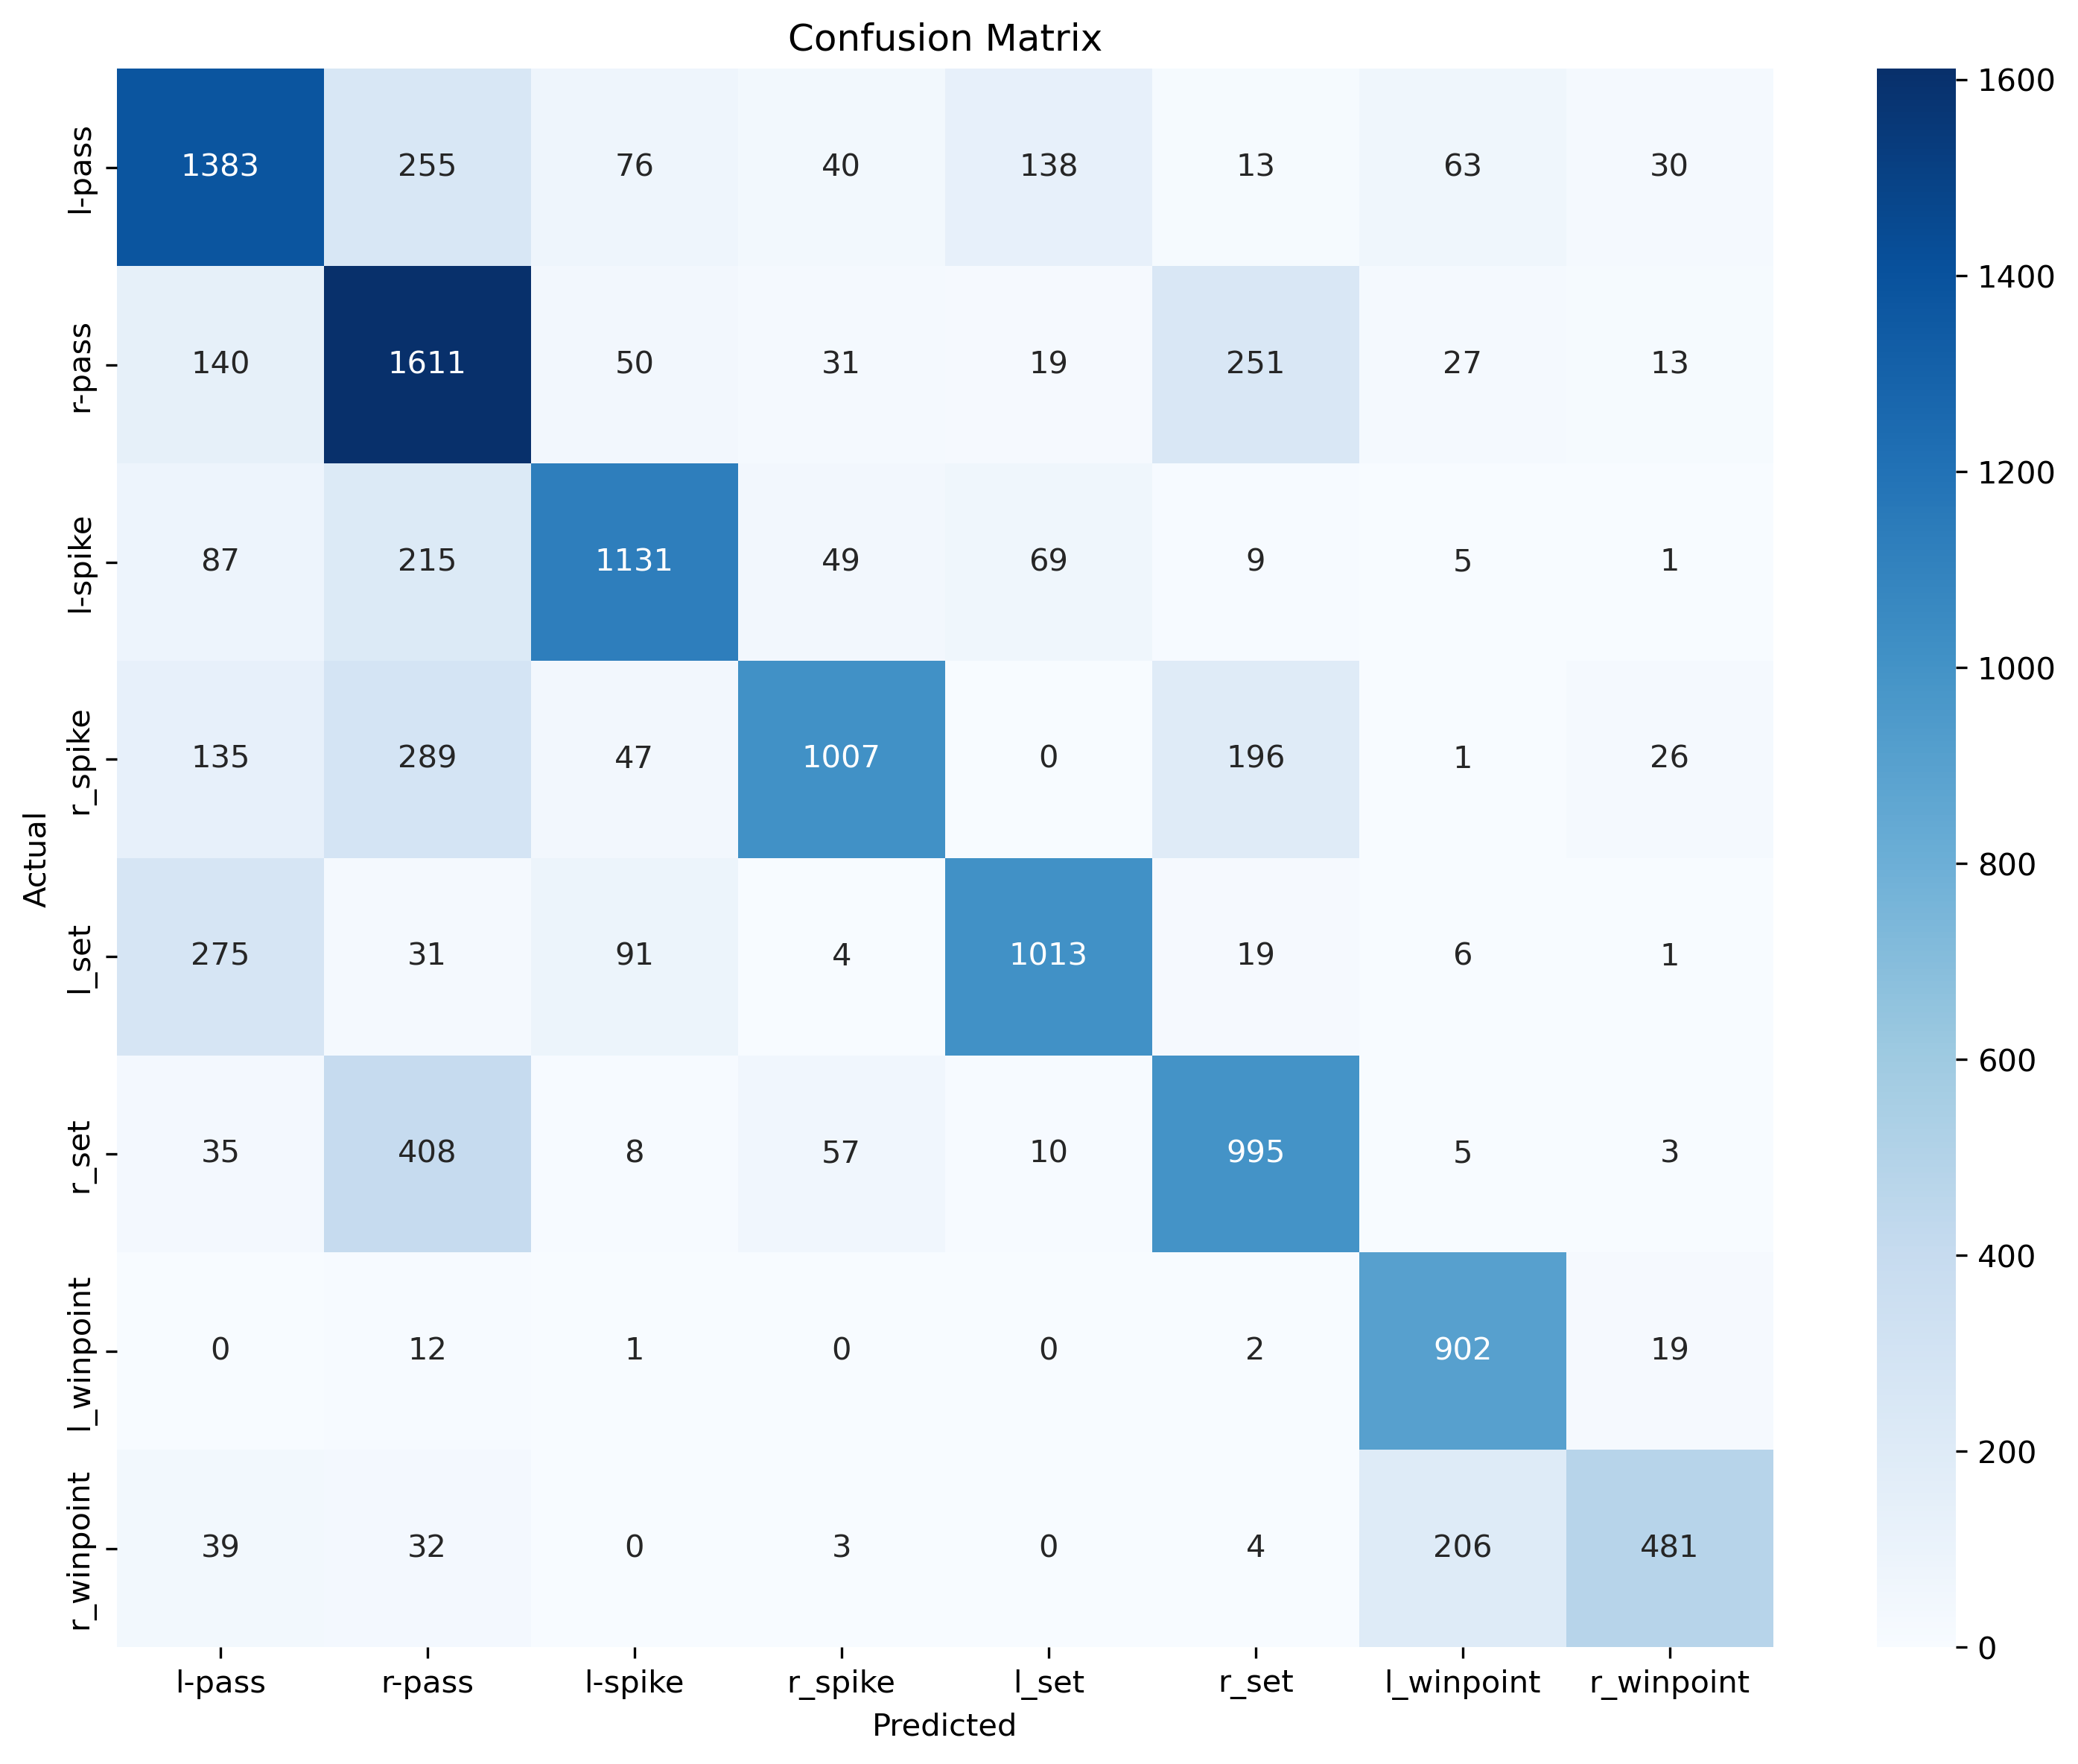 Confusion Matrix
l-pass 1383 255 76 40 138 13 63 30
r-pass 140 1611 50 31 19 251 27 13
l-spike 87 215 1131 49 69 9 5 1
r_spike 135 289 47 1007 0 196 1 26
l_set 275 31 91 4 1013 19 6 1
r_set 35 408 8 57 10 995 5 3
l_winpoint 0 12 1 0 0 2 902 19
r_winpoint 39 32 0 3 0 4 206 481
Actual
l-pass r-pass l-spike r_spike l_set r_set l_winpoint r_winpoint
Predicted
1600
1400
1200
1000
800
600
400
200
0